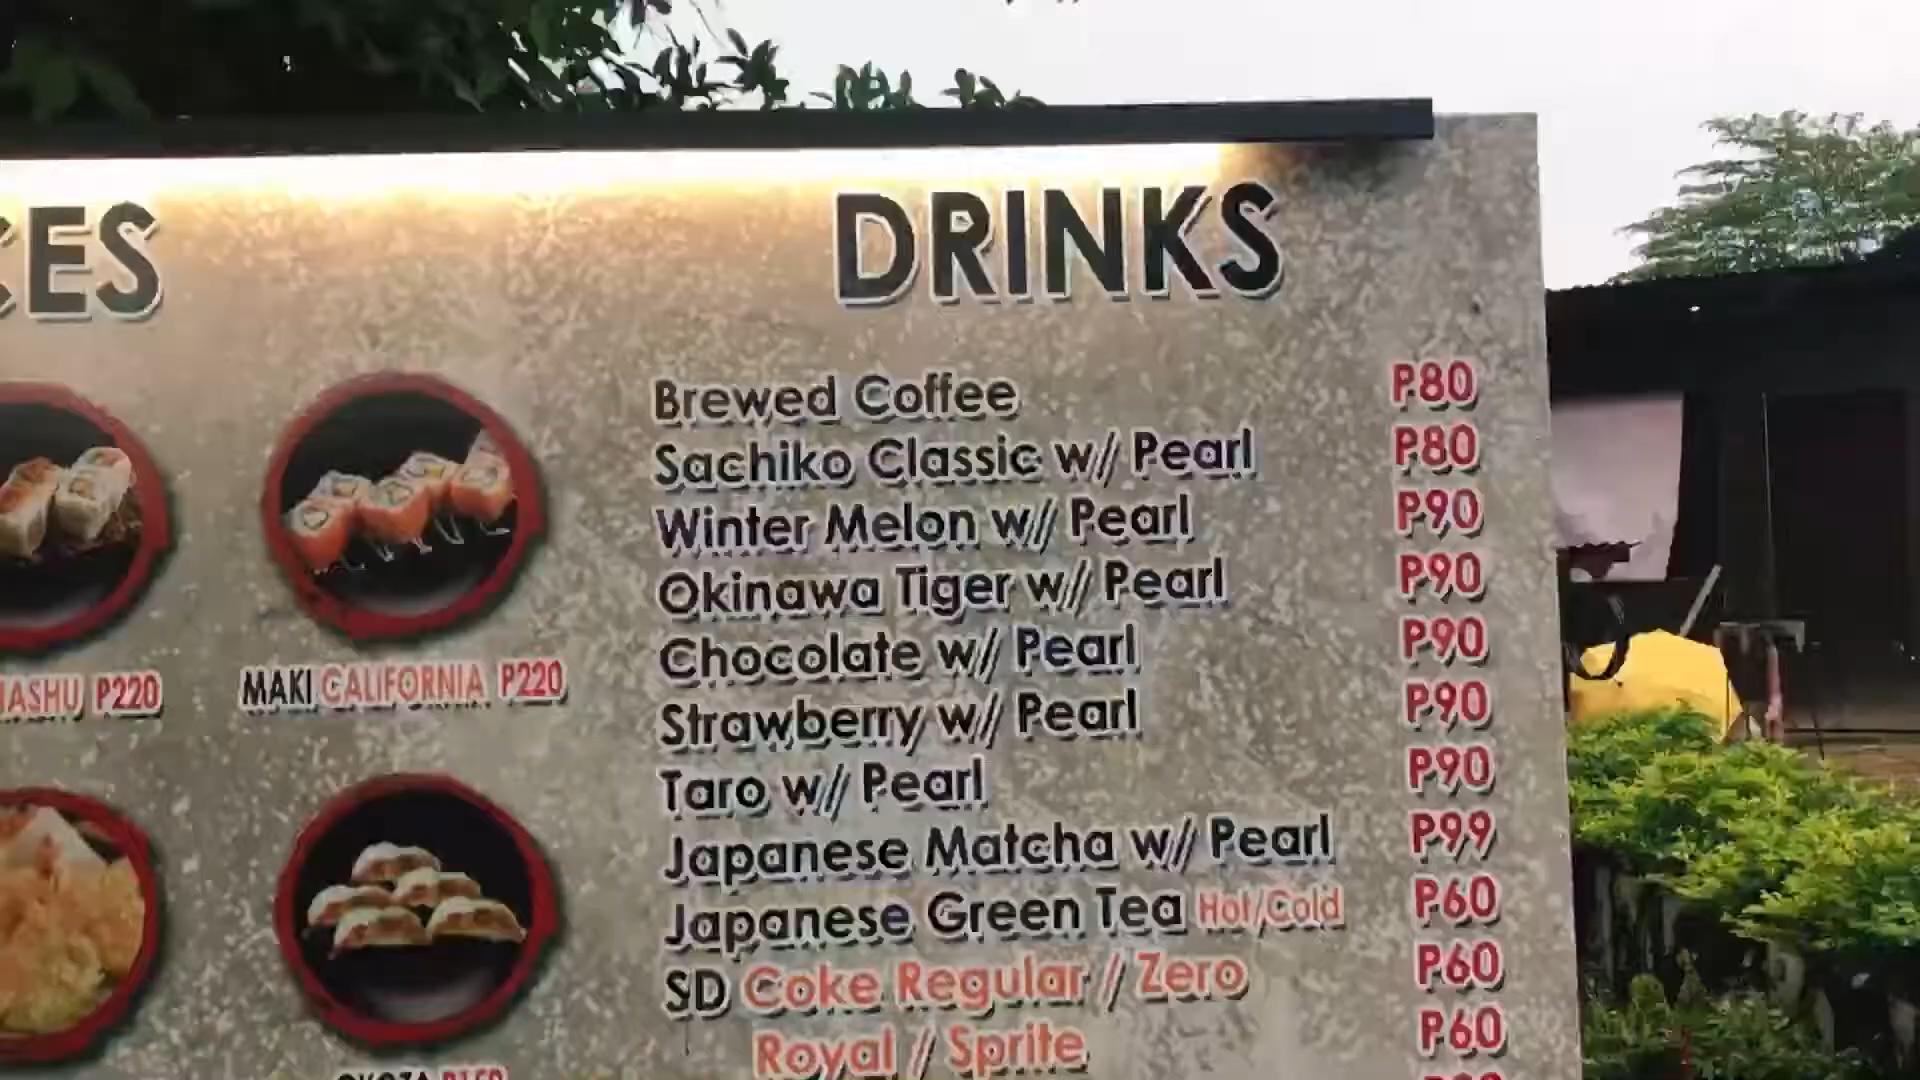 DRINKS
Brewed Coffee P80
Sachiko Classic w/ Pearl P80
Winter Melon w/ Pearl P90
Okinawa Tiger w/ Pearl P90
Chocolate w/ Pearl P90
Strawberry w/ Pearl P90
Taro w/ Pearl P90
Japanese Matcha w/ Pearl P99
Japanese Green Tea Hot/Cold P60
SD Coke Regular / Zero P60
Royal / Sprite P60
P220
MAKI CALIFORNIA P220